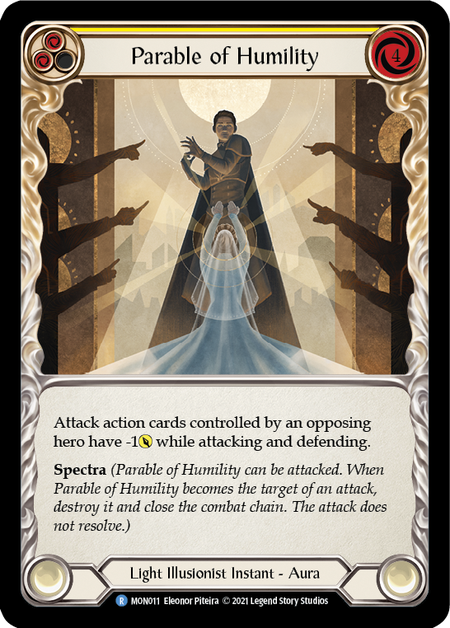 Parable of Humility
4
Attack action cards controlled by an opposing
hero have -1 while attacking and defending.
Spectra (Parable of Humility can be attacked. When
Parable of Humility becomes the target of an attack,
destroy it and close the combat chain. The attack does
not resolve.)
Light Illusionist Instant - Aura
R MON011 Eleonor Piteira © 2021 Legend Story Studios